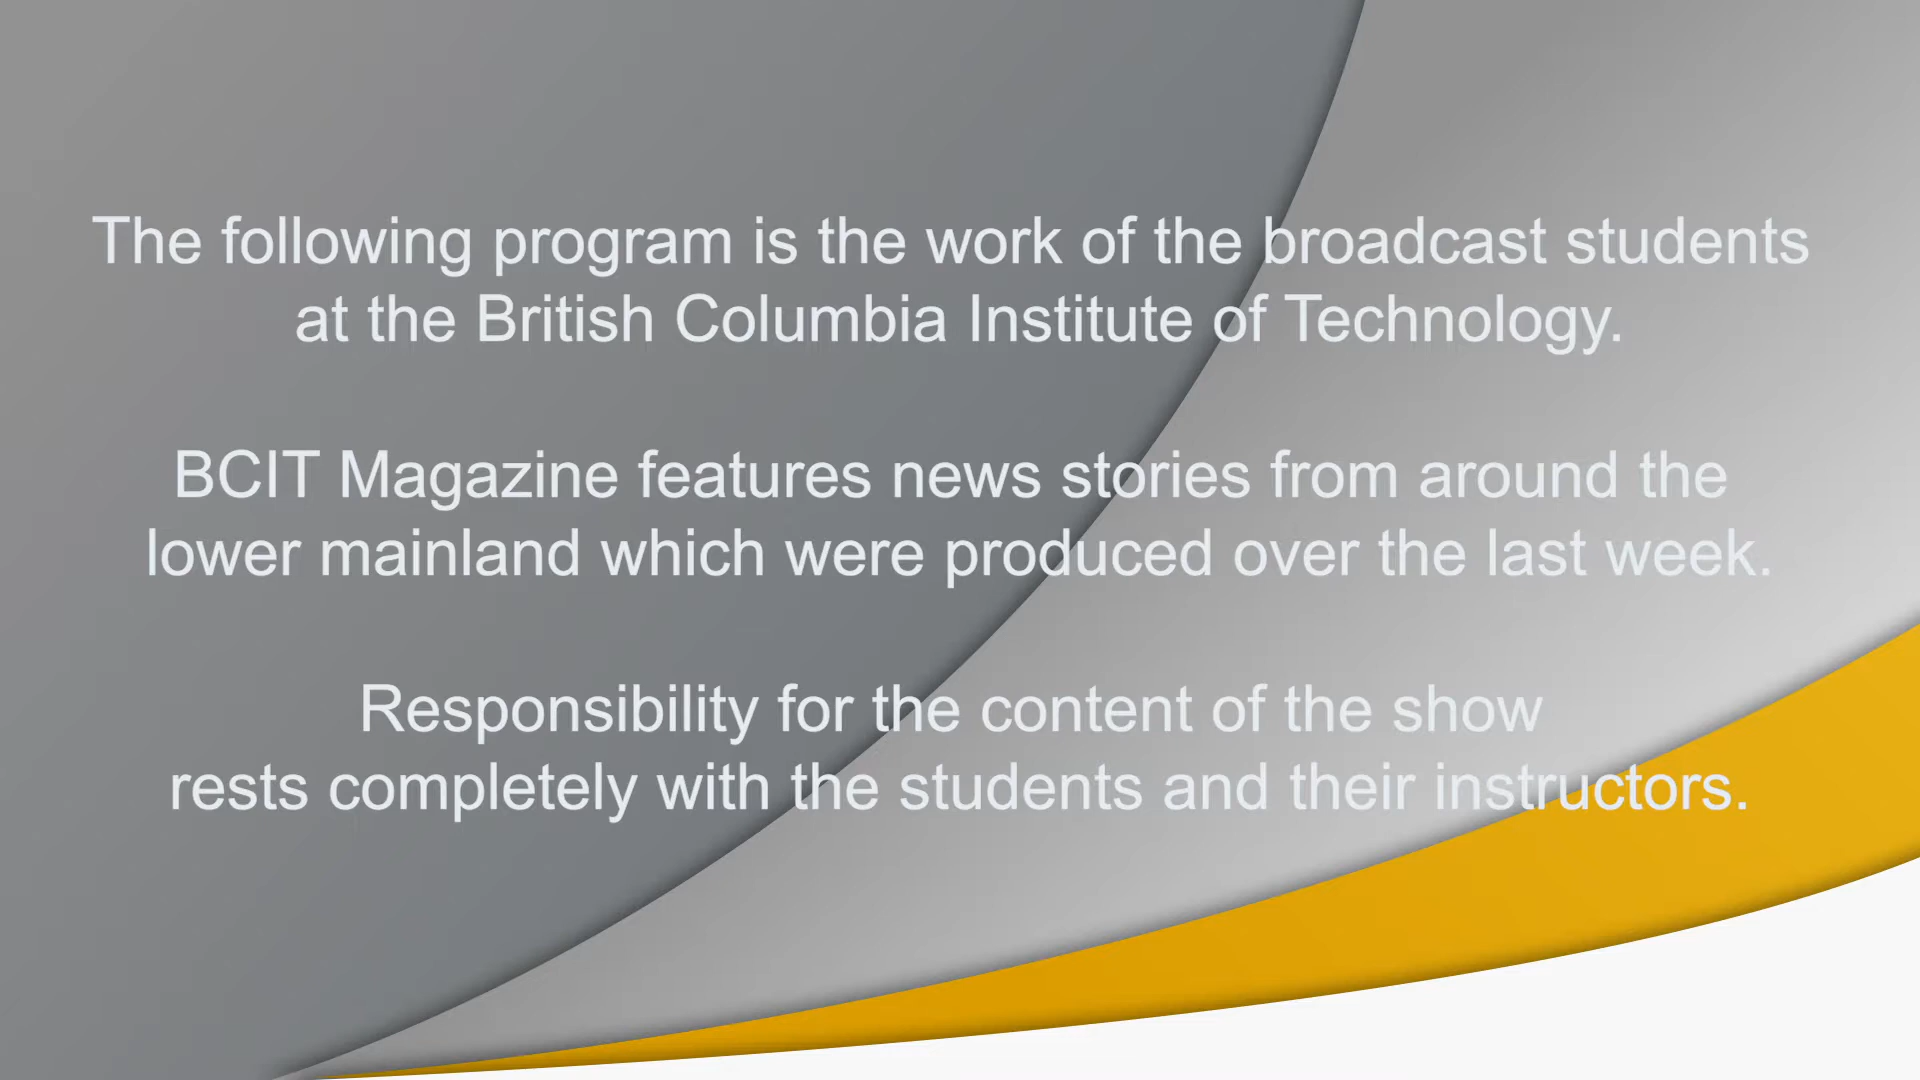 The following program is the work of the broadcast students
at the British Columbia Institute of Technology.
BCIT Magazine features news stories from around the
lower mainland which were produced over the last week.
Responsibility for the content of the show
rests completely with the students and their instructors.